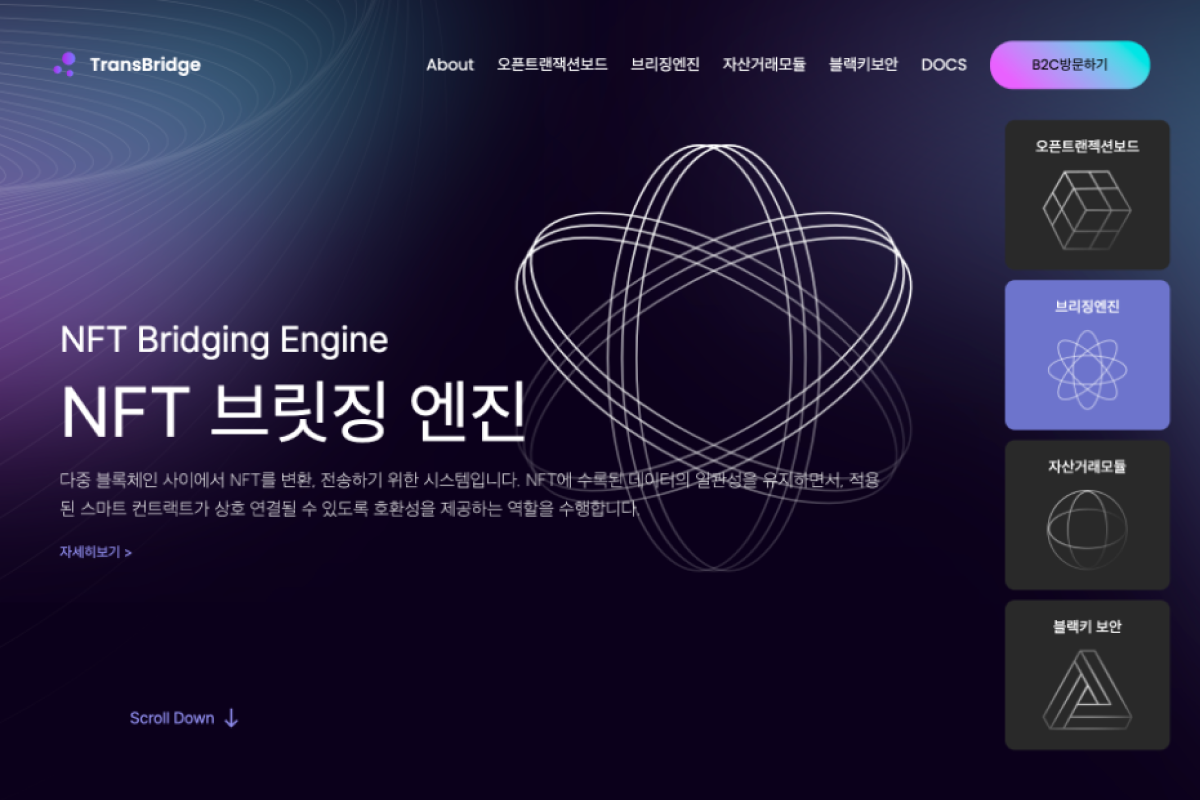 TransBridge
About 오픈트랜잭션보드 브리징엔진 자산거래모듈 블랙키보안 DOCS B2C방문하기
오픈트랜젝션보드
브리징엔진
자산거래모듈
블랙키 보안
NFT Bridging Engine
NFT 브릿징 엔진
다중 블록체인 사이에서 NFT를 변환, 전송하기 위한 시스템입니다. NFT에 수록된 데이터의 일관성을 유지하면서, 적용
된 스마트 컨트랙트가 상호 연결될 수 있도록 호환성을 제공하는 역할을 수행합니다.
자세히보기 >
Scroll Down